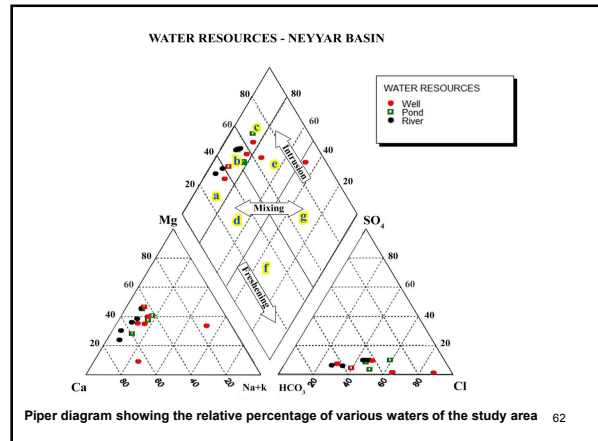 WATER RESOURCES - NEYYAR BASIN
WATER RESOURCES
Well
Pond
River
80
80
60
c
60
40
b
e
40
Intrusion
20
a
20
Mixing
Mg
d
g
SO4
80
80
f
60
60
Freshening
40
40
20
20
Ca
80
60
40
20
Na+k
HCO3
20
40
60
80
Cl
Piper diagram showing the relative percentage of various waters of the study area
62